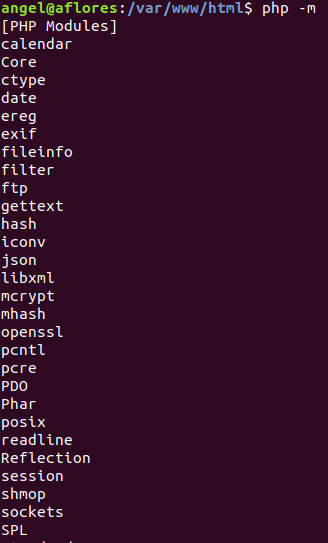 angel@aflores:/var/www/html$ php -m
[PHP Modules]
calendar
Core
ctype
date
ereg
exif
fileinfo
filter
ftp
gettext
hash
iconv
json
libxml
mcrypt
mhash
openssl
pcntl
pcre
PDO
Phar
posix
readline
Reflection
session
shmop
sockets
SPL